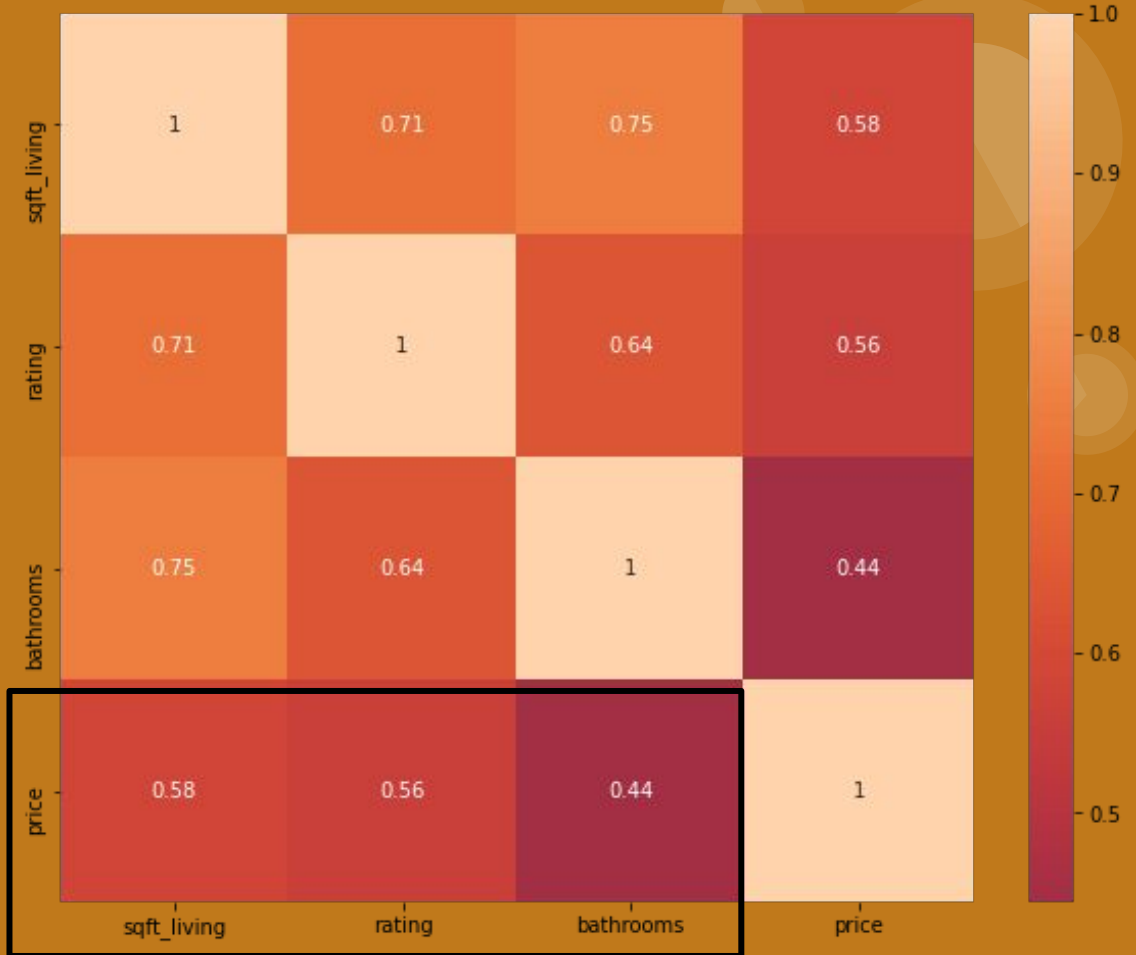 1.0
sqft_living 1 0.71 0.75 0.58
0.9
0.8
rating 0.71 1 0.64 0.56
0.7
bathrooms 0.75 0.64 1 0.44
0.6
price 0.58 0.56 0.44 1
0.5
sqft_living rating bathrooms price